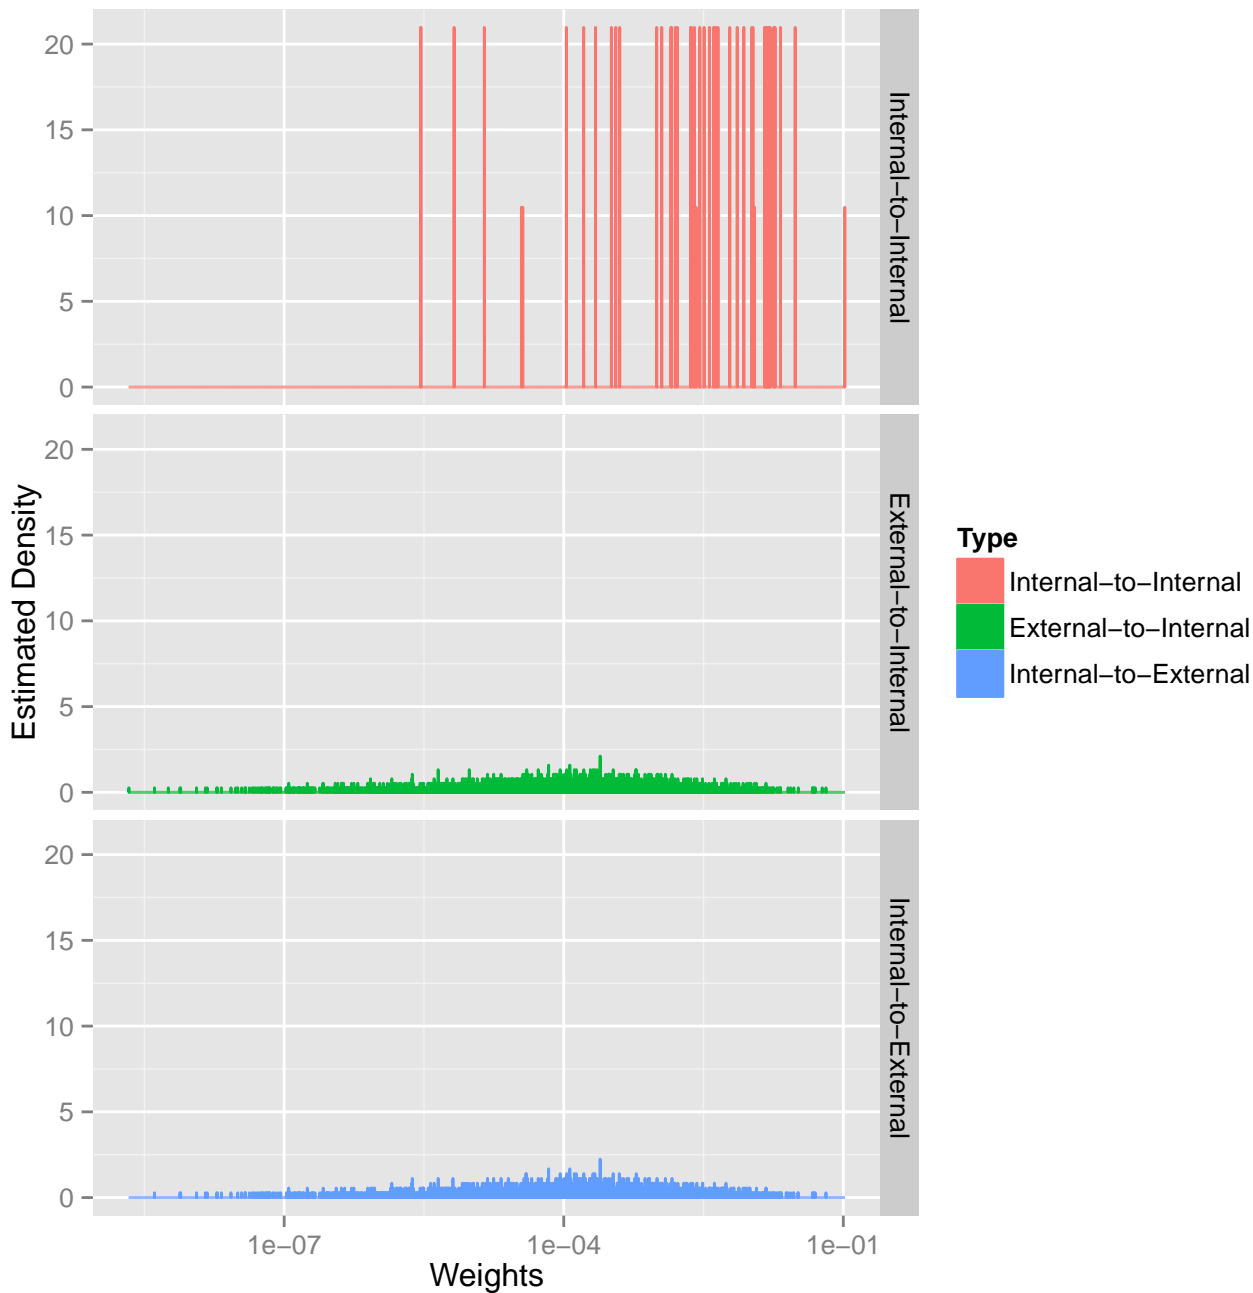 20
15
10
5
0
Internal−to−Internal
20
15
10
5
0
External−to−Internal
20
15
10
5
0
Internal−to−External
Estimated Density
1e−07 1e−04 1e−01
Weights
Type
Internal−to−Internal
External−to−Internal
Internal−to−External